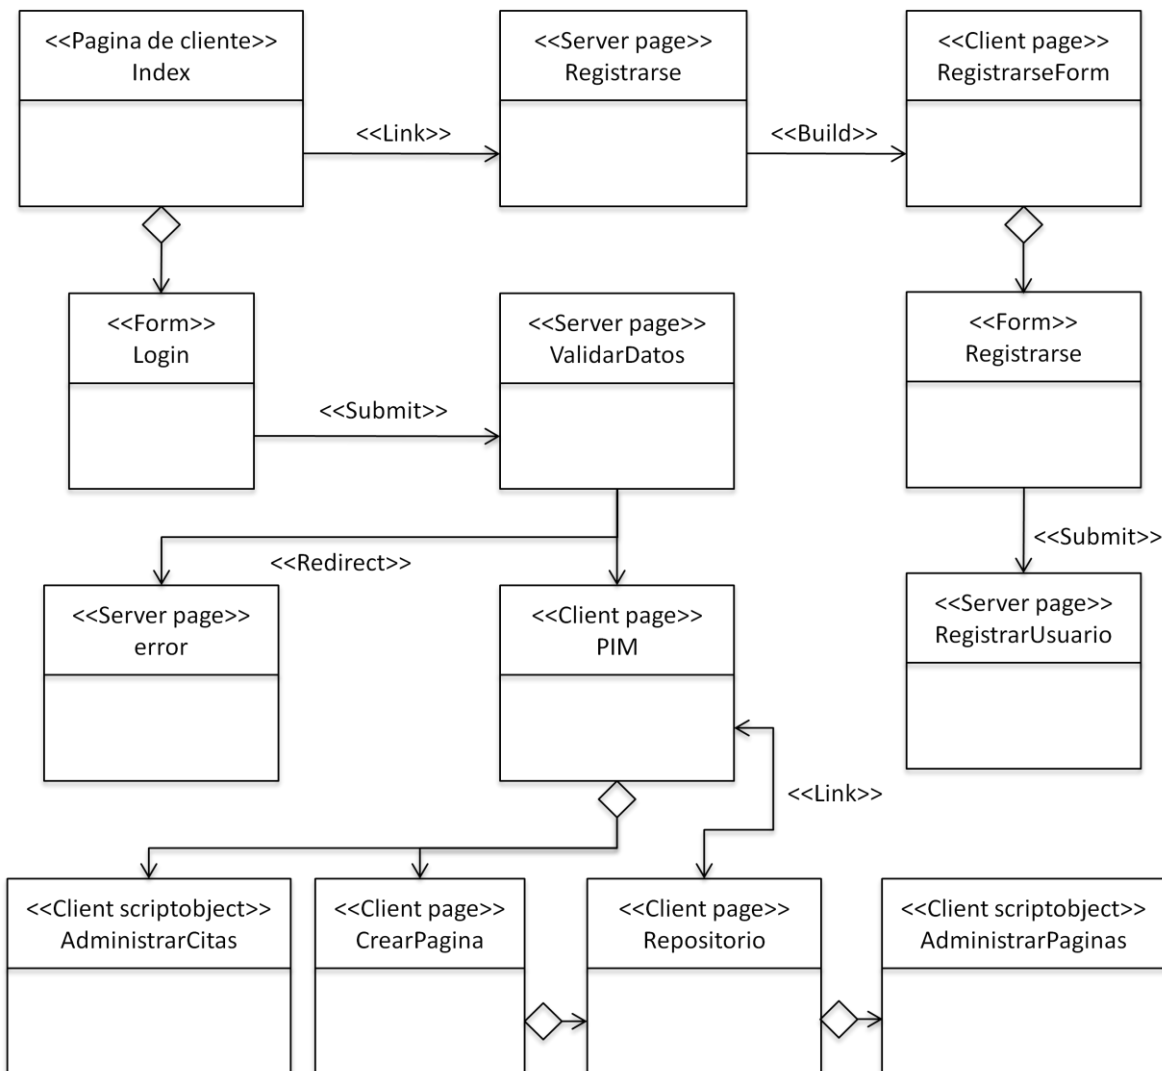 <<Pagina de cliente>>
Index
<<Server page>>
Registrarse
<<Client page>>
RegistrarseForm
<<Link>>
<<Build>>
<<Form>>
Login
<<Server page>>
ValidarDatos
<<Form>>
Registrarse
<<Submit>>
<<Submit>>
<<Redirect>>
<<Server page>>
error
<<Client page>>
PIM
<<Server page>>
RegistrarUsuario
<<Link>>
<<Client scriptobject>>
AdministrarCitas
<<Client page>>
CrearPagina
<<Client page>>
Repositorio
<<Client scriptobject>>
AdministrarPaginas